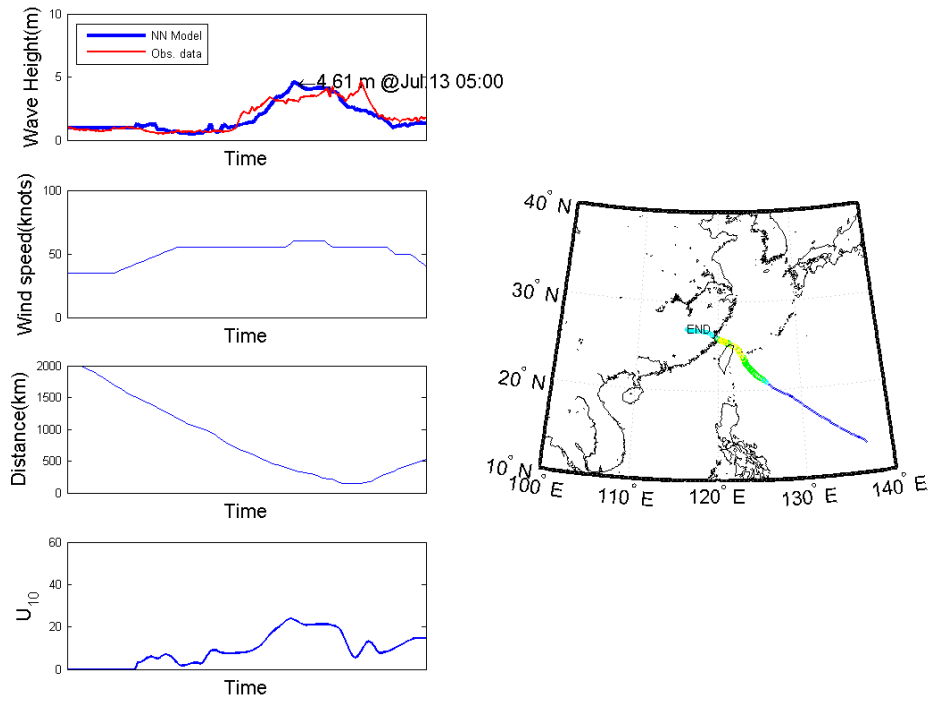 10
5
0
Wave Height(m)
NN Model
Obs. data
←4.61 m @Jul.13 05:00
Time
100
50
0
Wind speed(knots)
Time
2000
1500
1000
500
0
Distance(km)
Time
60
40
20
0
U10
Time
40° N
30° N
20° N
10° N
END
100° E
110° E
120° E
130° E
140° E